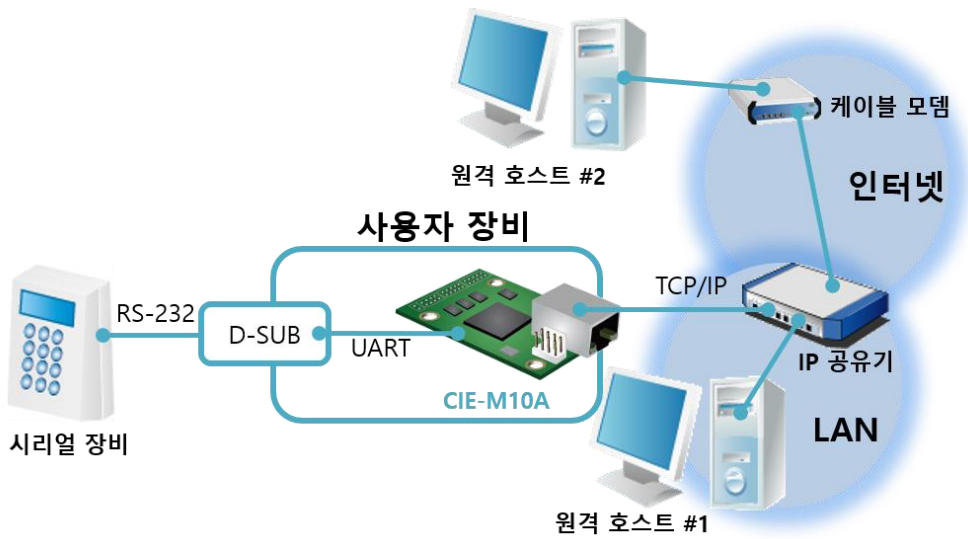 케이블 모뎀
원격 호스트 #2
인터넷
사용자 장비
TCP/IP
RS-232
D-SUB
UART
IP 공유기
CIE-M10A
LAN
시리얼 장비
원격 호스트 #1